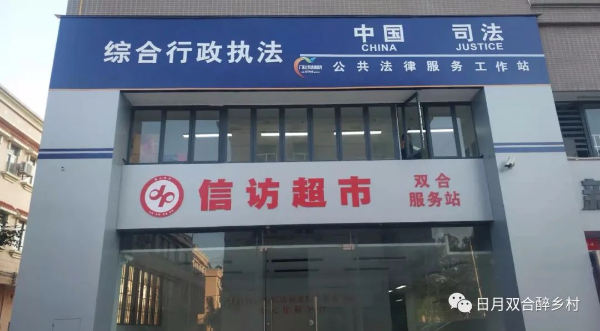 综合行政执法
中国 司法
CHINA JUSTICE
公共法律服务工作站
信访超市
双合
服务站
日月双合醉乡村